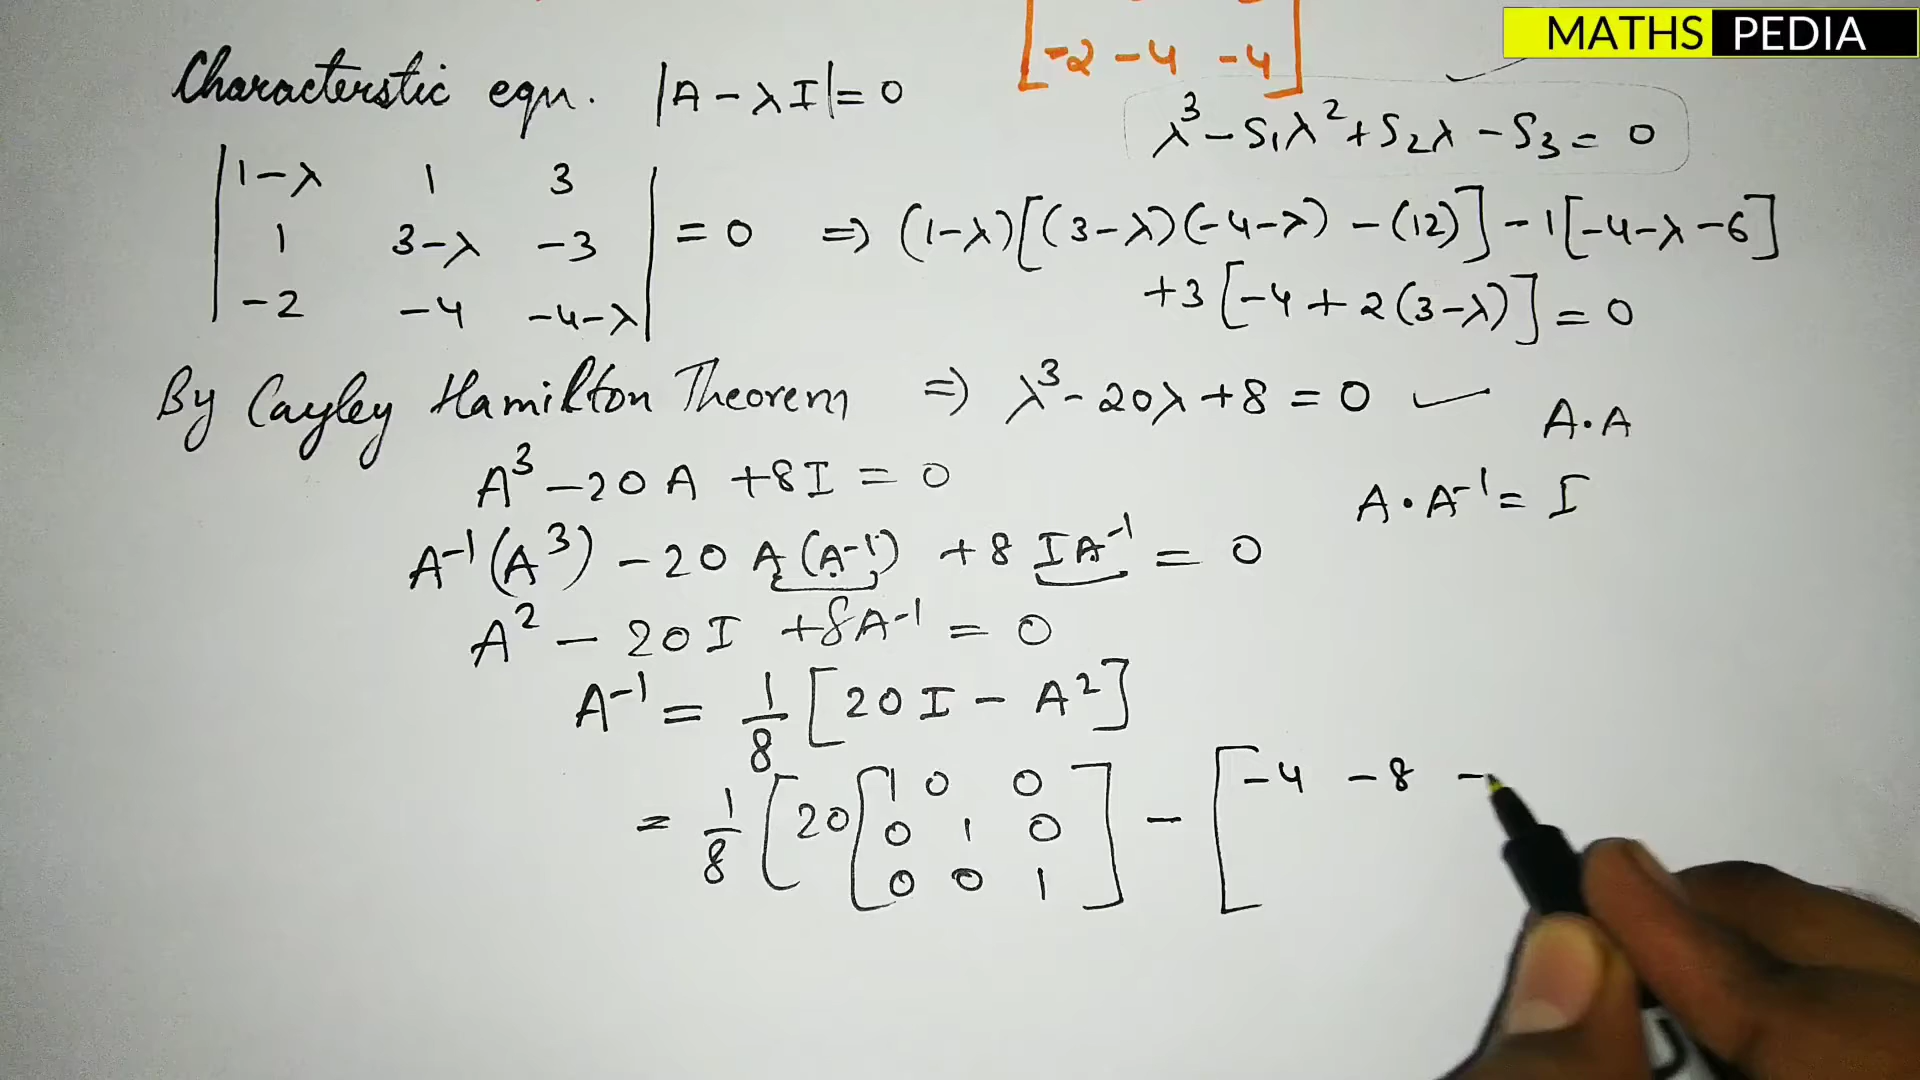 MATHS PEDIA
-2 -4 -4
Characterstic eqn. |A - λI| = 0
λ³ - S₁λ² + S₂λ - S₃ = 0
1-λ 1 3
1 3-λ -3 = 0 ⇒ (1-λ)[(3-λ)(-4-λ) - (12)] - 1[-4-λ-6]
-2 -4 -4-λ
+3[-4 + 2(3-λ)] = 0
By Cayley Hamilton Theorem ⇒ λ³ - 20λ + 8 = 0
A·A
A³ - 20A + 8I = 0
A·A⁻¹ = I
A⁻¹(A³) - 20 A(A⁻¹) + 8 IA⁻¹ = 0
A² - 20I + 8A⁻¹ = 0
A⁻¹ = 1/8 [20I - A²]
= 1/8 [20 [1 0 0
0 1 0
0 0 1] - [-4 -8 -